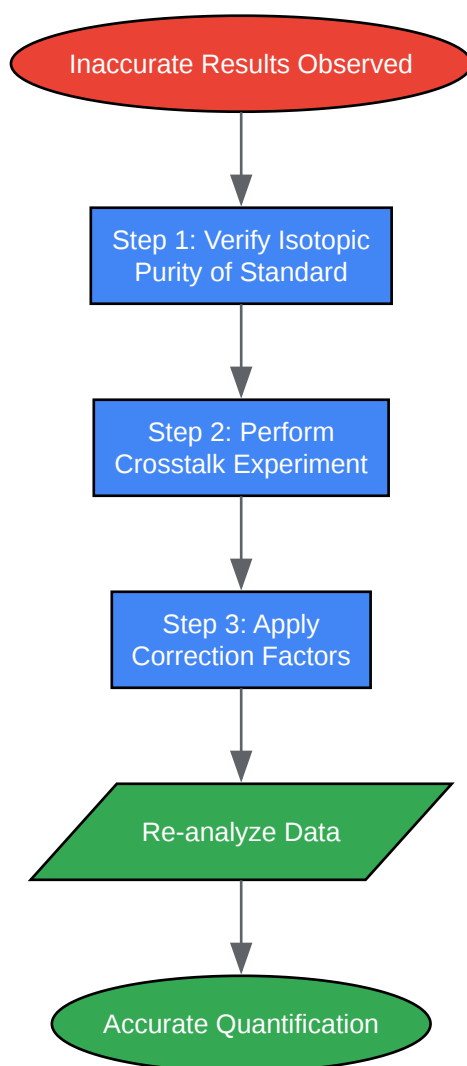 Inaccurate Results Observed
Step 1: Verify Isotopic
Purity of Standard
Step 2: Perform
Crosstalk Experiment
Step 3: Apply
Correction Factors
Re-analyze Data
Accurate Quantification